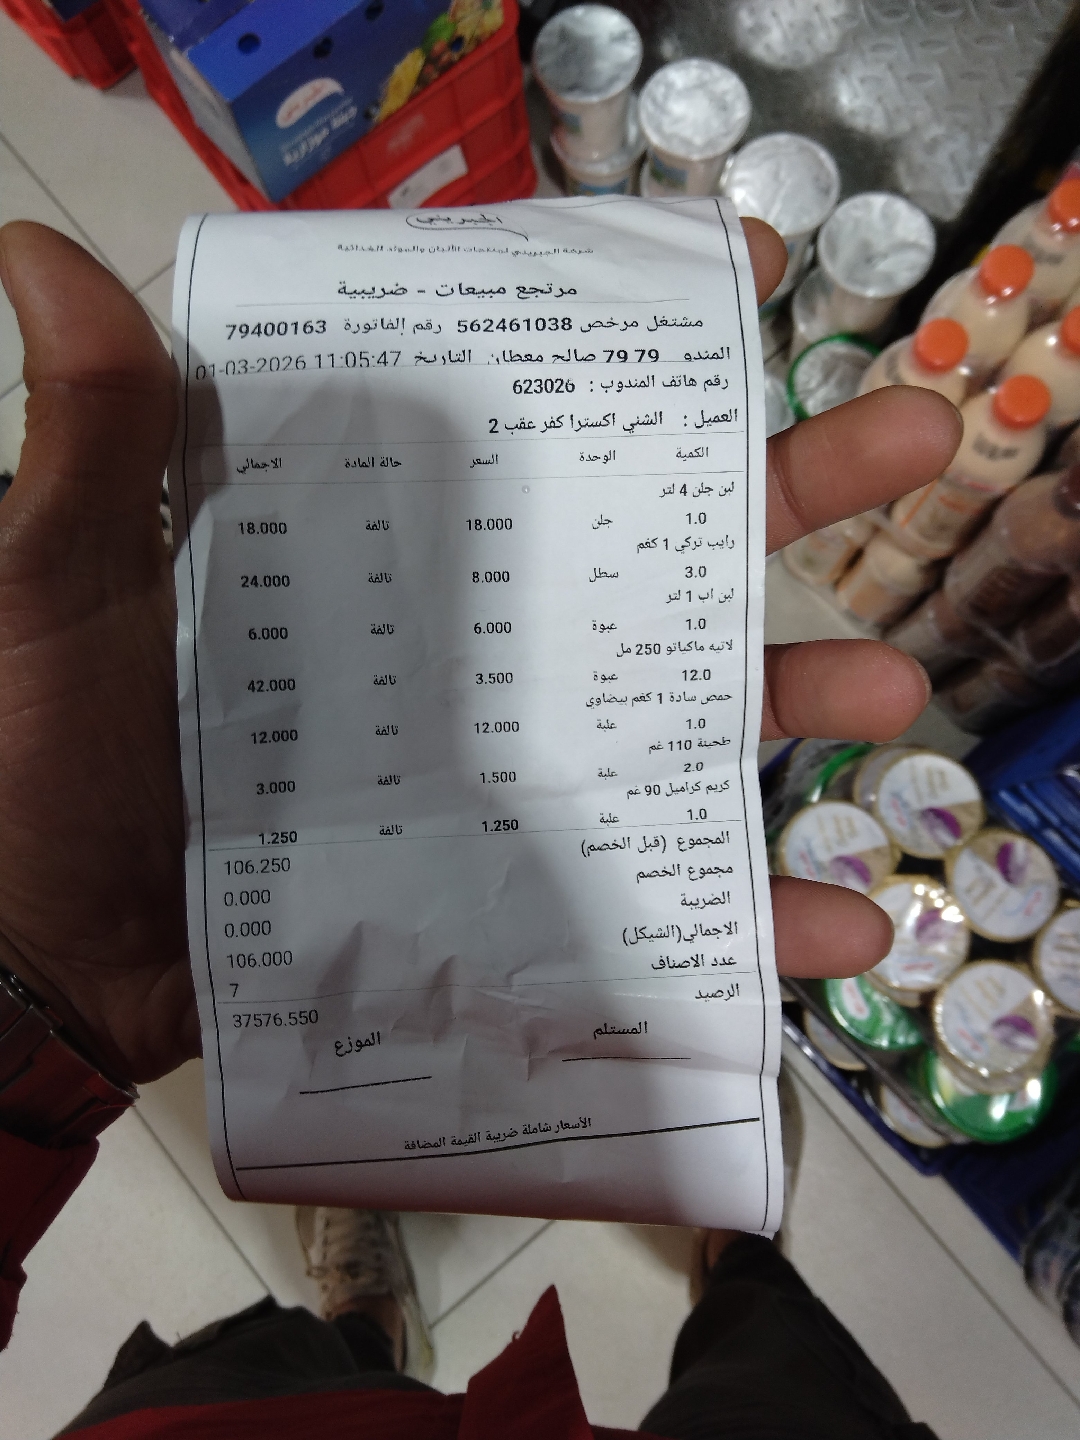 جبنة موزاريلا
الجبريني
شركة الجبريني لمنتجات الألبان والمواد الغذائية
مرتجع مبيعات - ضريبية
مشتغل مرخص 562461038 رقم الفاتورة 79400163
المندو 79 79 صالح معطان التاريخ 01-03-2026 11:05:47
رقم هاتف المندوب : 623026
العميل : الشني اكسترا كفر عقب 2
الكمية الوحدة السعر حالة المادة الاجمالي
لبن جلن 4 لتر
1.0 جلن 18.000 تالفة 18.000
رايب تركي 1 كغم
3.0 سطل 8.000 تالفة 24.000
لبن اب 1 لتر
1.0 عبوة 6.000 تالفة 6.000
لاتيه ماكياتو 250 مل
12.0 عبوة 3.500 تالفة 42.000
حمص سادة 1 كغم بيضاوي
1.0 علبة 12.000 تالفة 12.000
طحينة 110 غم
2.0 علبة 1.500 تالفة 3.000
كريم كراميل 90 غم
1.0 علبة 1.250 تالفة 1.250
المجموع (قبل الخصم) 106.250
مجموع الخصم 0.000
الضريبة 0.000
الاجمالي(الشيكل) 106.000
عدد الاصناف 7
الرصيد 37576.550
المستلم الموزع
الأسعار شاملة ضريبة القيمة المضافة